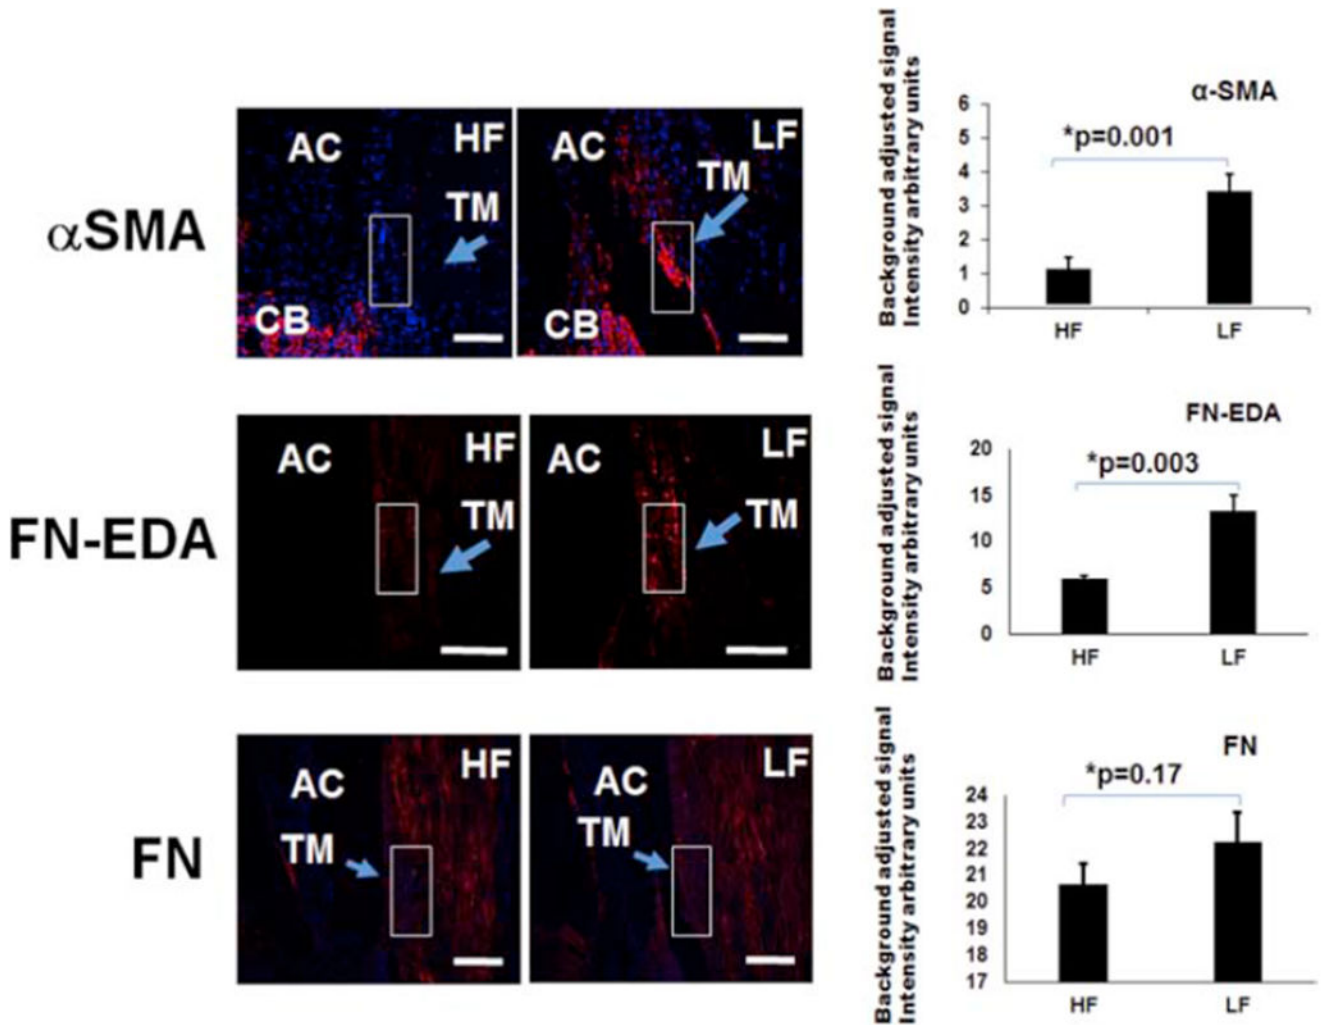 αSMA
AC
HF
TM
CB
AC
LF
TM
CB
Background adjusted signal
Intensity arbitrary units
α-SMA
*p=0.001
6
5
4
3
2
1
0
HF
LF
FN-EDA
AC
HF
TM
AC
LF
TM
Background adjusted signal
Intensity arbitrary units
FN-EDA
*p=0.003
20
15
10
5
0
HF
LF
FN
AC
HF
TM
AC
LF
TM
Background adjusted signal
Intensity arbitrary units
FN
*p=0.17
24
23
22
21
20
19
18
17
HF
LF